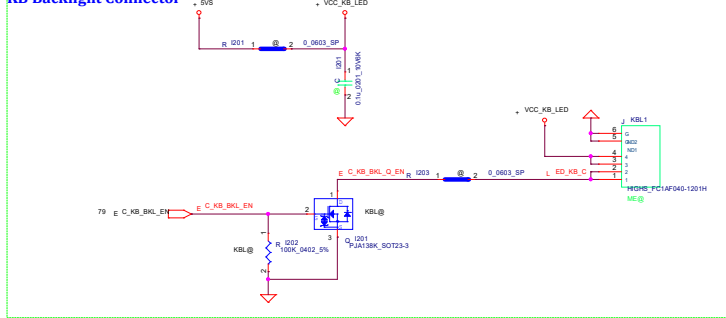 KB Backlight Connector
+ 5VS
+ VCC_KB_LED
R I201 1 @ 2 0_0603_SP
@ C I201 1 2
0.1u_0201_10V6K
+ VCC_KB_LED
J KBL1
6 G
5 GND2
GND1
4 4
3 3
2 2
1 1
HIGHS_FC1AF040-1201H
ME@
E C_KB_BKL_Q_EN R I203 1 @ 2 0_0603_SP L ED_KB_C
79 E C_KB_BKL_EN E C_KB_BKL_EN
1
2
KBL@
3 Q I201
PJA138K_SOT23-3
1
KBL@ R I202
100K_0402_5%
2